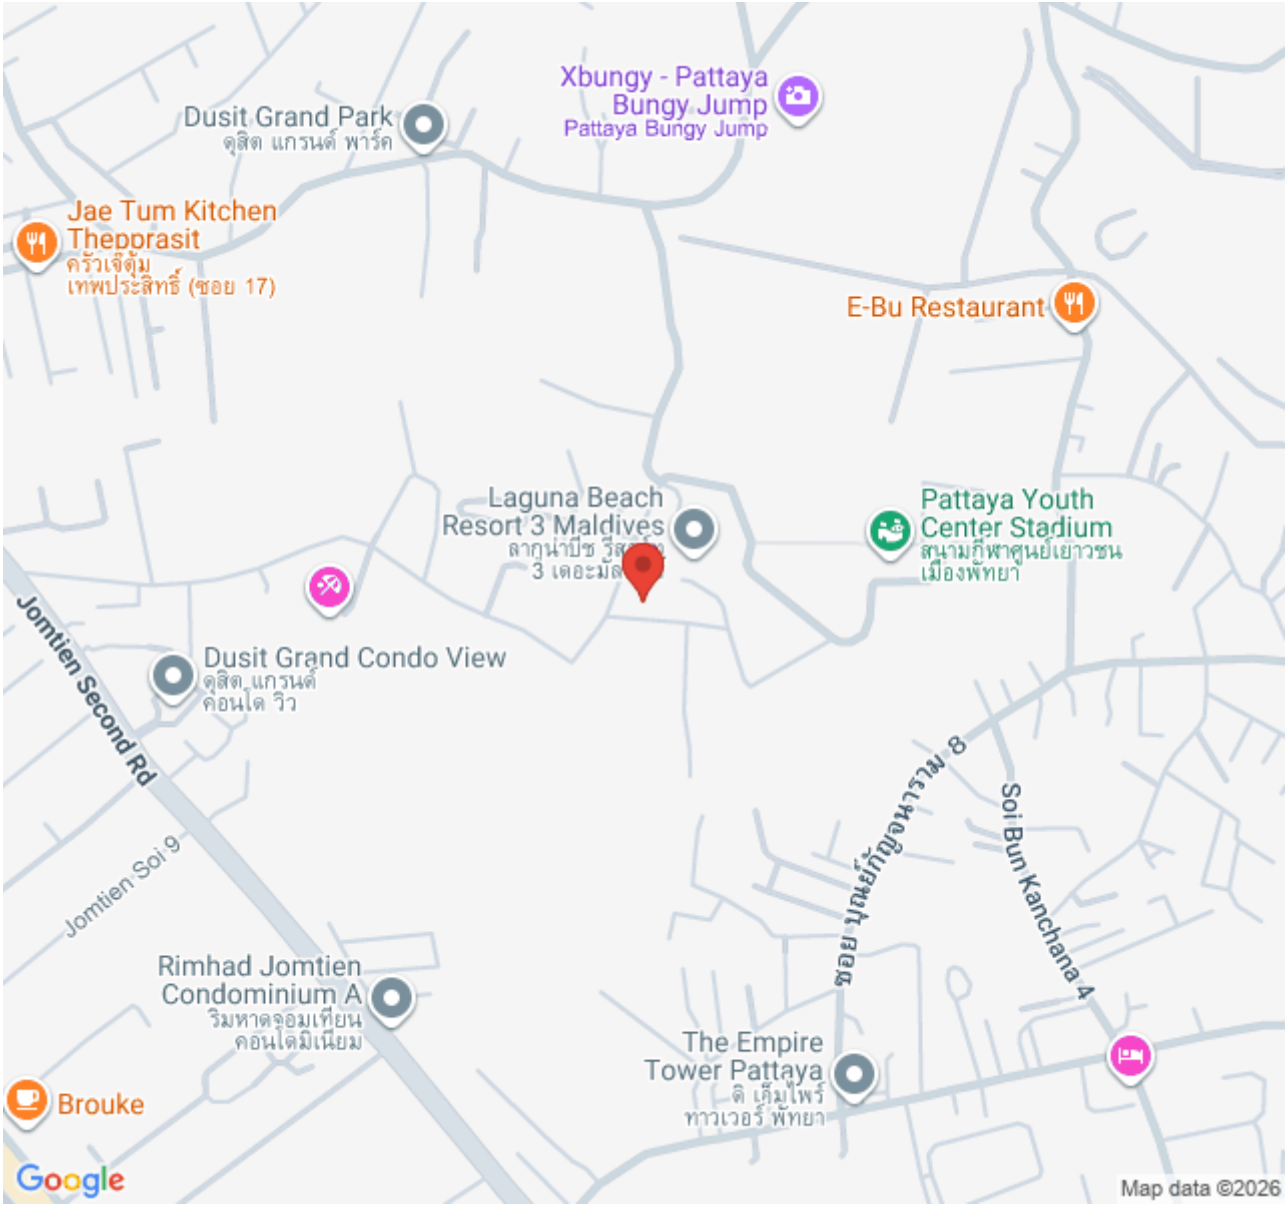 Xbungy - Pattaya
Bungy Jump
Pattaya Bungy Jump
Dusit Grand Park
ดุสิต แกรนด์ พาร์ค
Jae Tum Kitchen
Thepprasit
ครัวเจ๊ตุ้ม
เทพประสิทธิ์ (ซอย 17)
E-Bu Restaurant
Laguna Beach
Resort 3 Maldives
ลากูน่าบีช
3 เดอะ
Pattaya Youth
Center Stadium
สนามกีฬาศูนย์เยาวชน
เมืองพัทยา
Jomtien Second Rd
Dusit Grand Condo View
ดุสิต แกรนด์
คอนโด วิว
ซอย บุณย์กัญจนาราม 8
Soi Bun Kanchana 4
Jomtien Soi 9
Rimhad Jomtien
Condominium A
ริมหาดจอมเทียน
คอนโดมิเนียม
The Empire
Tower Pattaya
ดิ เอ็มไพร์
ทาวเวอร์ พัทยา
Brouke
Google
Map data ©2026